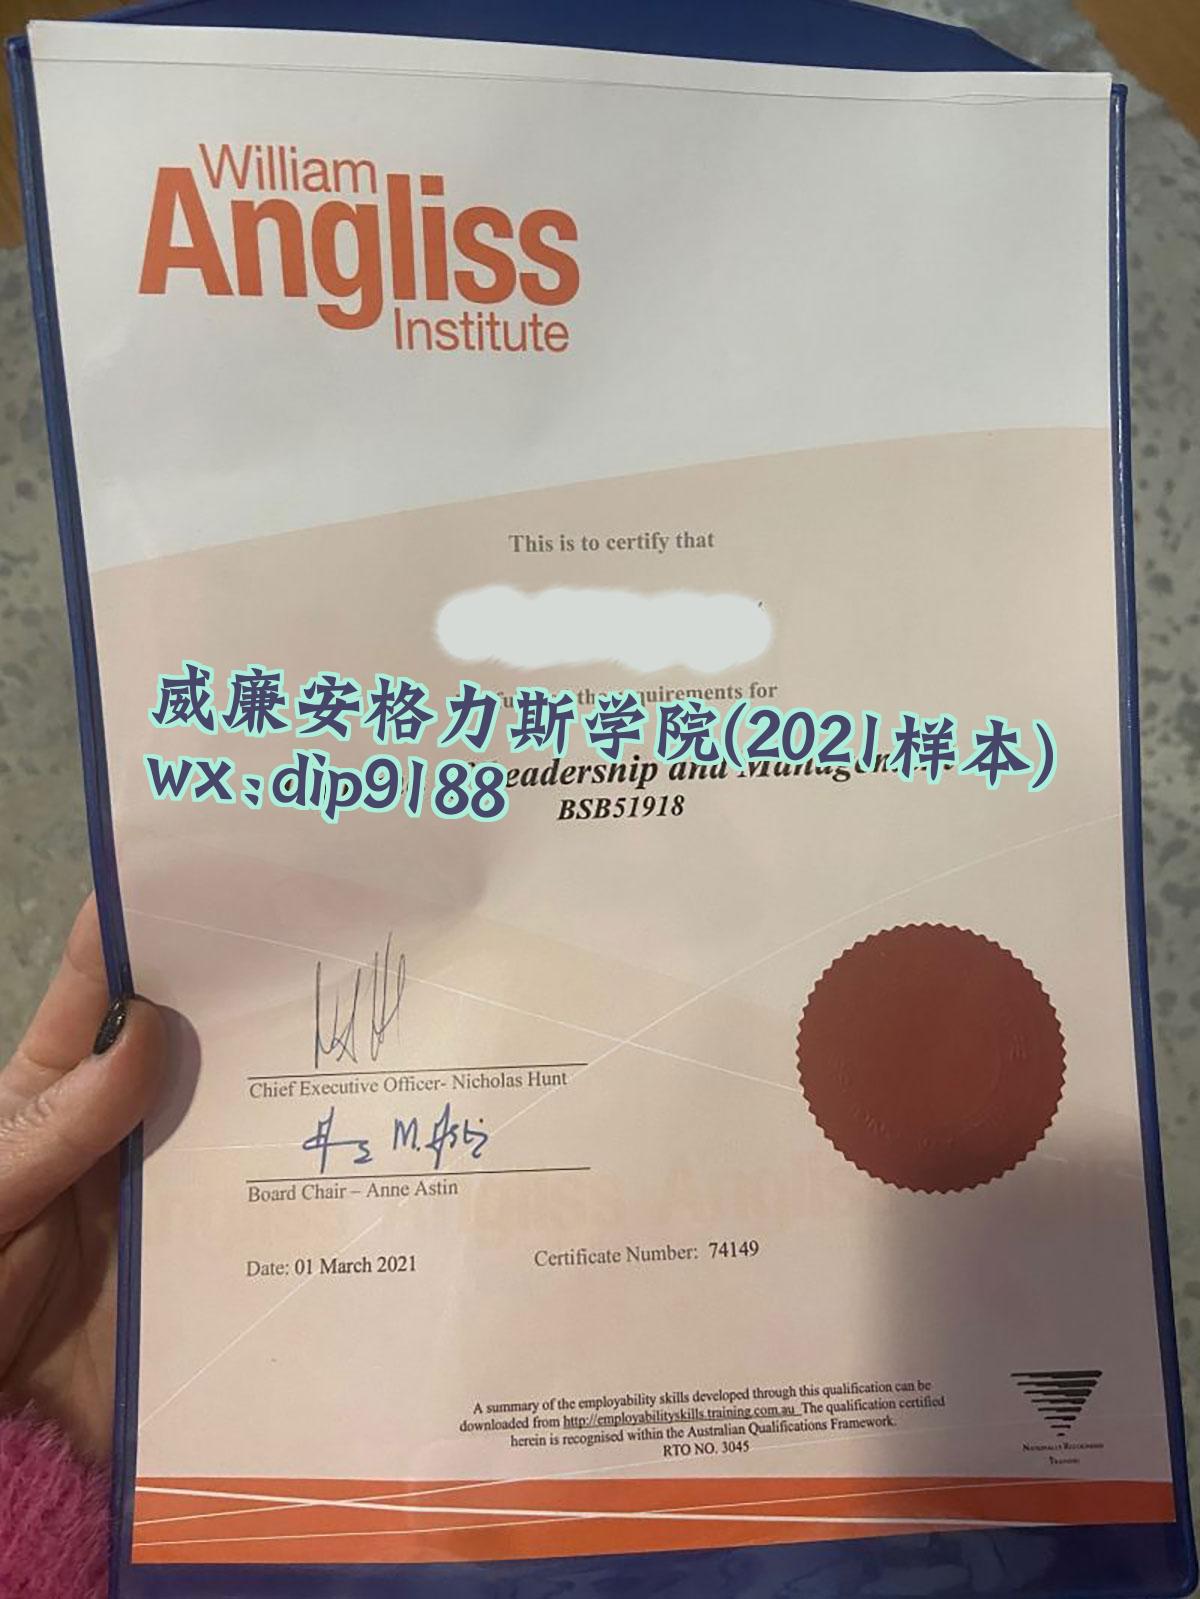 William
Angliss
Institute
This is to certify that
requirements for
威廉安格力斯学院(2021样本)
wx:dip9188
Leadership and Management
BSB51918
Chief Executive Officer- Nicholas Hunt
Board Chair – Anne Astin
Date: 01 March 2021
Certificate Number: 74149
A summary of the employability skills developed through this qualification can be
downloaded from http://employabilityskills.training.com.au The qualification certified
herein is recognised within the Australian Qualifications Framework.
RTO NO. 3045
NATIONALLY RECOGNISED
TRAINING